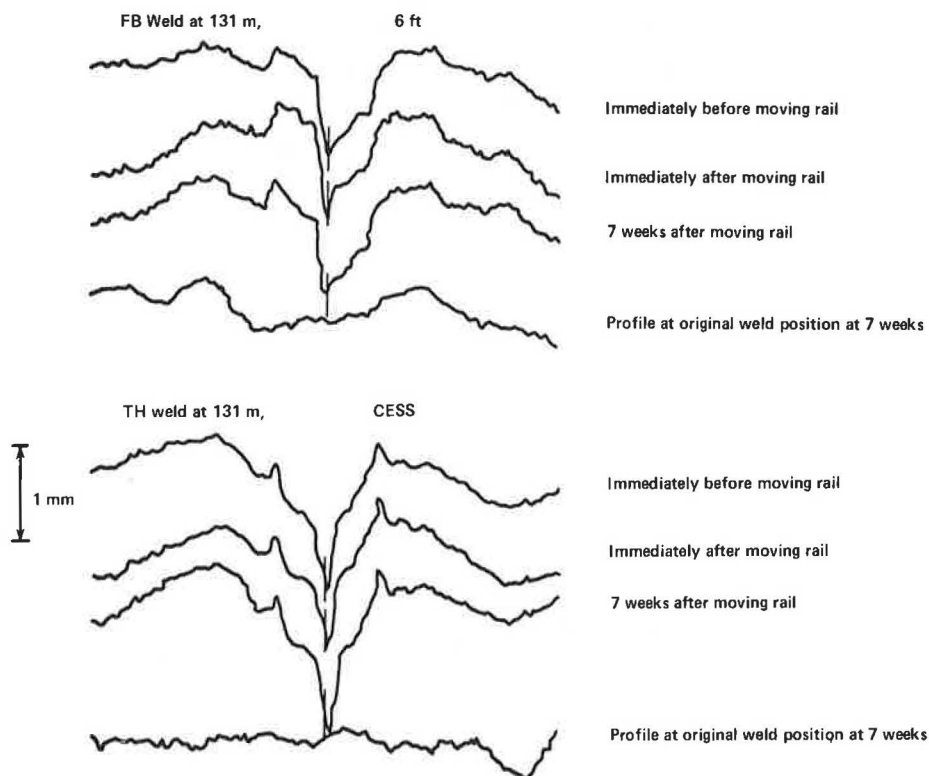 FB Weld at 131 m, 6 ft
Immediately before moving rail
Immediately after moving rail
7 weeks after moving rail
Profile at original weld position at 7 weeks
TH weld at 131 m, CESS
1 mm
Immediately before moving rail
Immediately after moving rail
7 weeks after moving rail
Profile at original weld position at 7 weeks